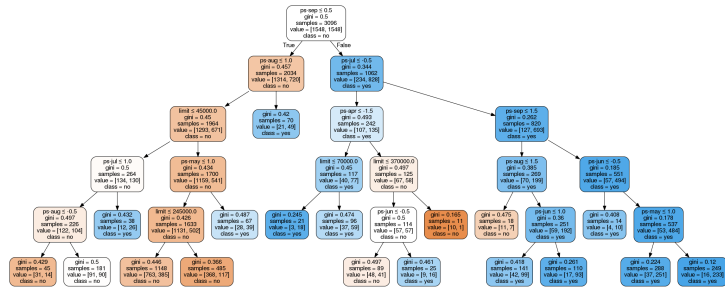 ps-sep ≤ 0.5
gini = 0.5
samples = 3096
value = [1548, 1548]
class = no
True
False
ps-aug ≤ 1.0
gini = 0.457
samples = 2034
value = [1314, 720]
class = no
ps-jul ≤ -0.5
gini = 0.344
samples = 1062
value = [234, 828]
class = yes
limit ≤ 45000.0
gini = 0.45
samples = 1964
value = [1293, 671]
class = no
gini = 0.42
samples = 70
value = [21, 49]
class = yes
ps-apr ≤ -1.5
gini = 0.493
samples = 242
value = [107, 135]
class = yes
ps-sep ≤ 1.5
gini = 0.262
samples = 820
value = [127, 693]
class = yes
ps-jul ≤ 1.0
gini = 0.5
samples = 264
value = [134, 130]
class = no
ps-may ≤ 1.0
gini = 0.434
samples = 1700
value = [1159, 541]
class = no
limit ≤ 70000.0
gini = 0.45
samples = 117
value = [40, 77]
class = yes
limit ≤ 370000.0
gini = 0.497
samples = 125
value = [67, 58]
class = no
ps-aug ≤ 1.5
gini = 0.385
samples = 269
value = [70, 199]
class = yes
ps-jun ≤ -0.5
gini = 0.185
samples = 551
value = [57, 494]
class = yes
ps-aug ≤ -0.5
gini = 0.497
samples = 226
value = [122, 104]
class = no
gini = 0.432
samples = 38
value = [12, 26]
class = yes
limit ≤ 245000.0
gini = 0.426
samples = 1633
value = [1131, 502]
class = no
gini = 0.487
samples = 67
value = [28, 39]
class = yes
gini = 0.245
samples = 21
value = [3, 18]
class = yes
gini = 0.474
samples = 96
value = [37, 59]
class = yes
ps-jun ≤ -0.5
gini = 0.5
samples = 114
value = [57, 57]
class = no
gini = 0.165
samples = 11
value = [10, 1]
class = no
gini = 0.475
samples = 18
value = [11, 7]
class = no
ps-jun ≤ 1.0
gini = 0.36
samples = 251
value = [59, 192]
class = yes
gini = 0.408
samples = 14
value = [4, 10]
class = yes
ps-may ≤ 1.0
gini = 0.178
samples = 537
value = [53, 484]
class = yes
gini = 0.429
samples = 45
value = [31, 14]
class = no
gini = 0.5
samples = 181
value = [91, 90]
class = no
gini = 0.446
samples = 1148
value = [763, 385]
class = no
gini = 0.366
samples = 485
value = [368, 117]
class = no
gini = 0.497
samples = 89
value = [48, 41]
class = no
gini = 0.461
samples = 25
value = [9, 16]
class = yes
gini = 0.418
samples = 141
value = [42, 99]
class = yes
gini = 0.261
samples = 110
value = [17, 93]
class = yes
gini = 0.224
samples = 288
value = [37, 251]
class = yes
gini = 0.12
samples = 249
value = [16, 233]
class = yes